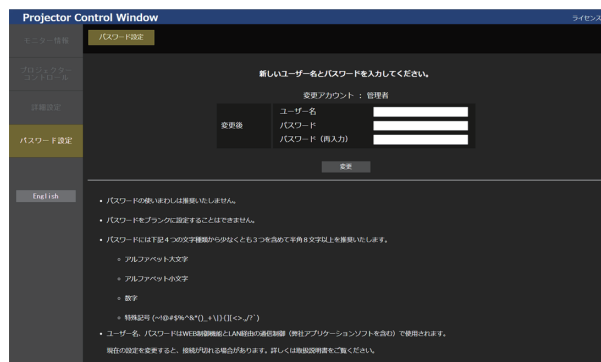 Projector Control Window
ライセンス
モニター情報
パスワード設定
プロジェクター
コントロール
詳細設定
パスワード設定
English
新しいユーザー名とパスワードを入力してください。
変更アカウント : 管理者
変更後
ユーザー名
パスワード
パスワード（再入力）
変更
• パスワードの使いまわしは推奨いたしません。
• パスワードをブランクに設定することはできません。
• パスワードには下記４つの文字種類から少なくとも３つを含めて半角８文字以上を推奨いたします。
○ アルファベット大文字
○ アルファベット小文字
○ 数字
○ 特殊記号 (~!@#$%^&*()_+\|}{][<>.,/?`)
• ユーザー名、パスワードはWEB制御機能とLAN経由の通信制御（弊社アプリケーションソフトを含む）で使用されます。
現在の設定を変更すると、接続が切れる場合があります。詳しくは取扱説明書をご覧ください。